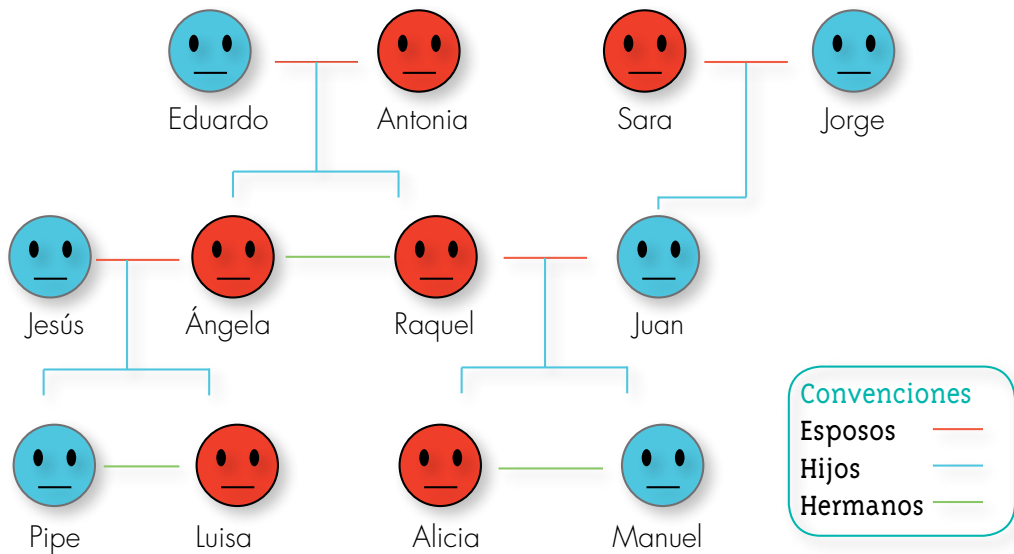 Eduardo
Antonia
Sara
Jorge
Jesús
Ángela
Raquel
Juan
Convenciones
Esposos
Hijos
Hermanos
Pipe
Luisa
Alicia
Manuel